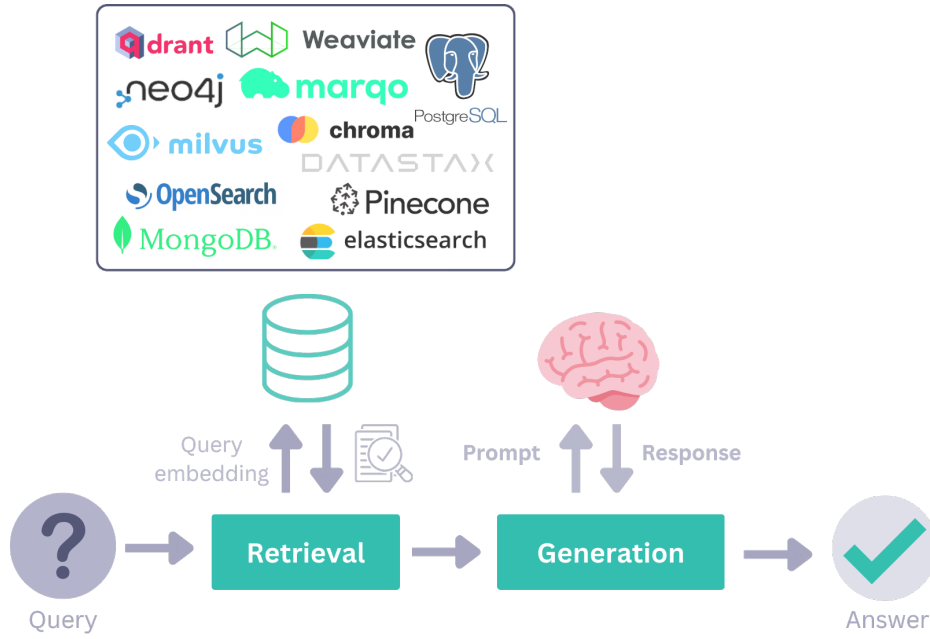 qdrant
Weaviate
neo4j
marqo
PostgreSQL
milvus
chroma
DATASTAX
OpenSearch
Pinecone
MongoDB®
elasticsearch
Query
embedding
Prompt
Response
?
Retrieval
Generation
Query
Answer